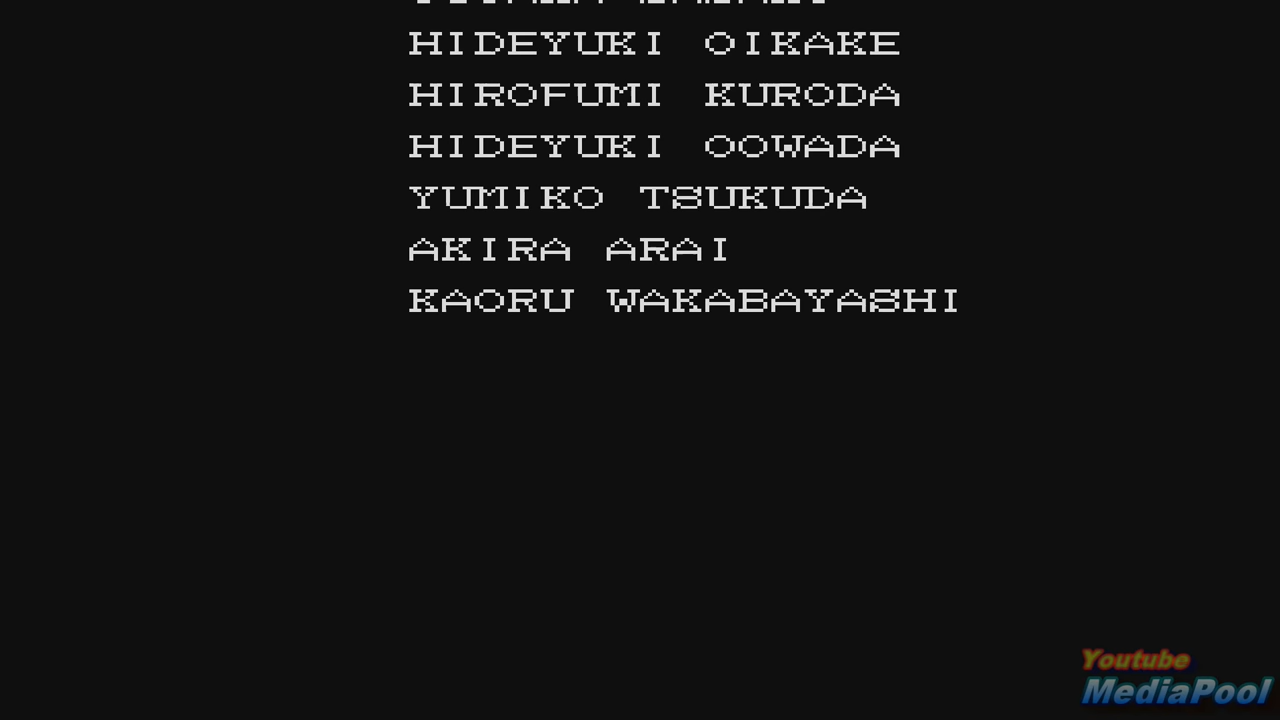 HIDEYUKI OIKAKE
HIROFUMI KURODA
HIDEYUKI OOWADA
YUMIKO TSUKUDA
AKIRA ARAI
KAORU WAKABAYASHI
Youtube
MediaPool